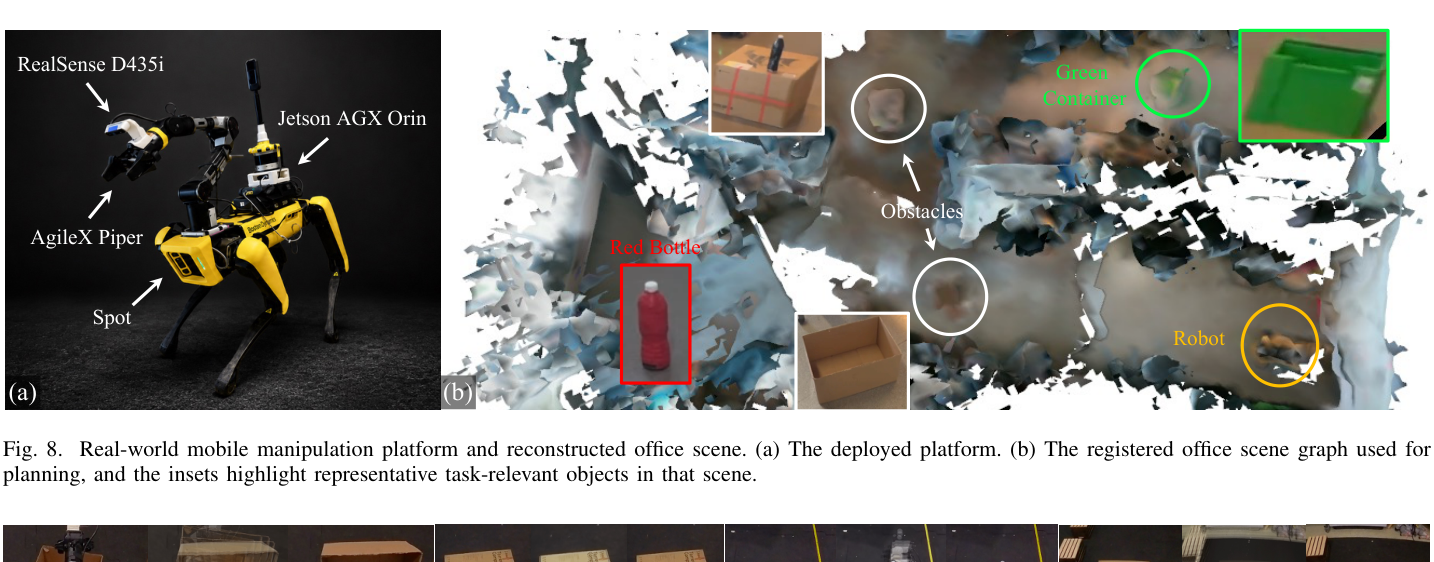 RealSense D435i
Jetson AGX Orin
AgileX Piper
Spot
(a)
Green
Container
Obstacles
Red Bottle
Robot
(b)
Fig. 8. Real-world mobile manipulation platform and reconstructed office scene. (a) The deployed platform. (b) The registered office scene graph used for
planning, and the insets highlight representative task-relevant objects in that scene.